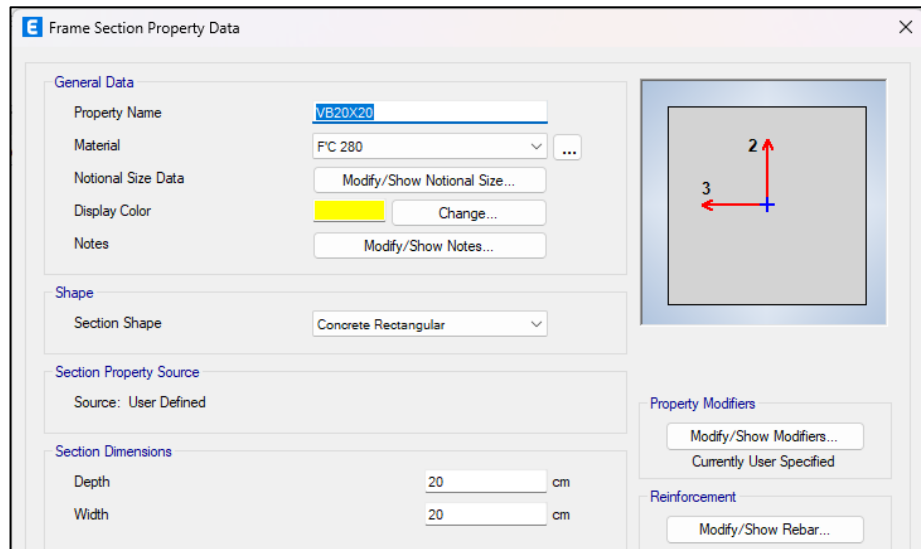 E Frame Section Property Data
General Data
Property Name VB20X20
Material F'C 280 ...
Notional Size Data Modify/Show Notional Size...
Display Color Change...
Notes Modify/Show Notes...
2
3
Shape
Section Shape Concrete Rectangular
Section Property Source
Source: User Defined
Property Modifiers
Modify/Show Modifiers...
Currently User Specified
Section Dimensions
Depth 20 cm
Width 20 cm
Reinforcement
Modify/Show Rebar...